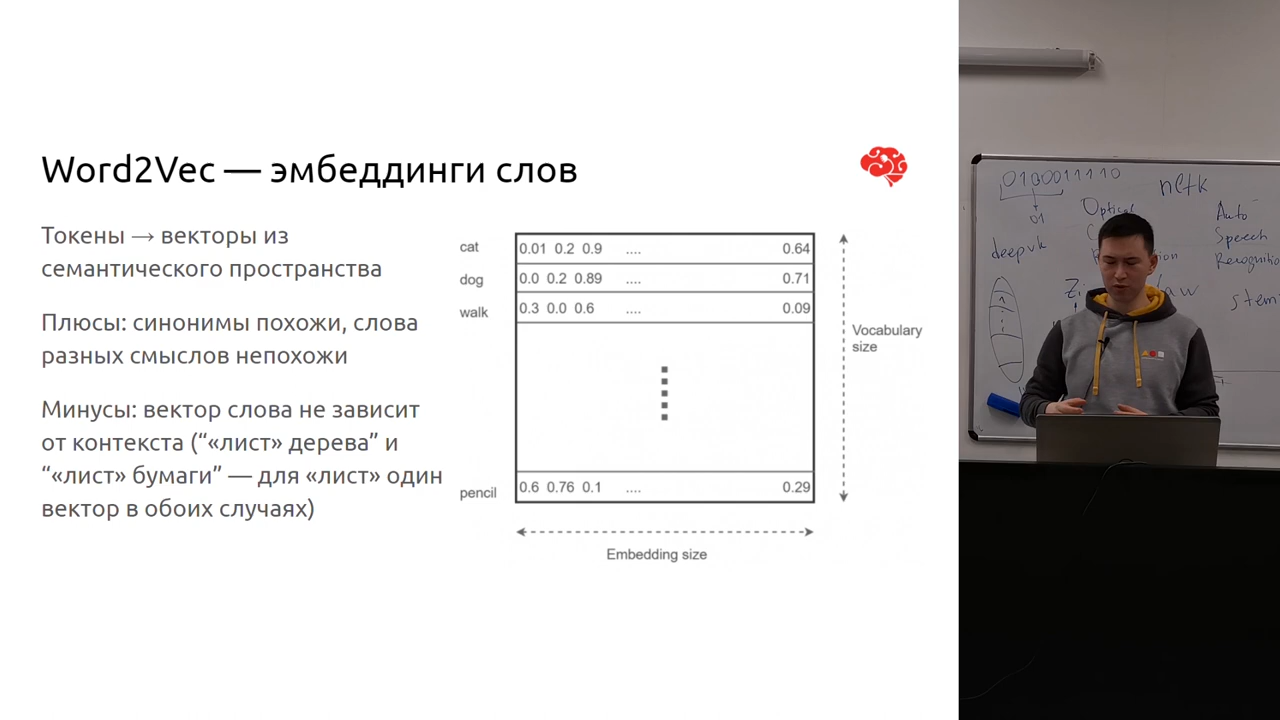 Word2Vec — эмбеддинги слов
Токены → векторы из
семантического пространства
Плюсы: синонимы похожи, слова
разных смыслов непохожи
Минусы: вектор слова не зависит
от контекста (“«лист» дерева” и
“«лист» бумаги” — для «лист» один
вектор в обоих случаях)
cat 0.01 0.2 0.9 .... 0.64
dog 0.0 0.2 0.89 .... 0.71
walk 0.3 0.0 0.6 .... 0.09
pencil 0.6 0.76 0.1 .... 0.29
Vocabulary
size
Embedding size
0100011110
01
nltk
Optical
deepvk
Auto
Speech
Recognition
stem